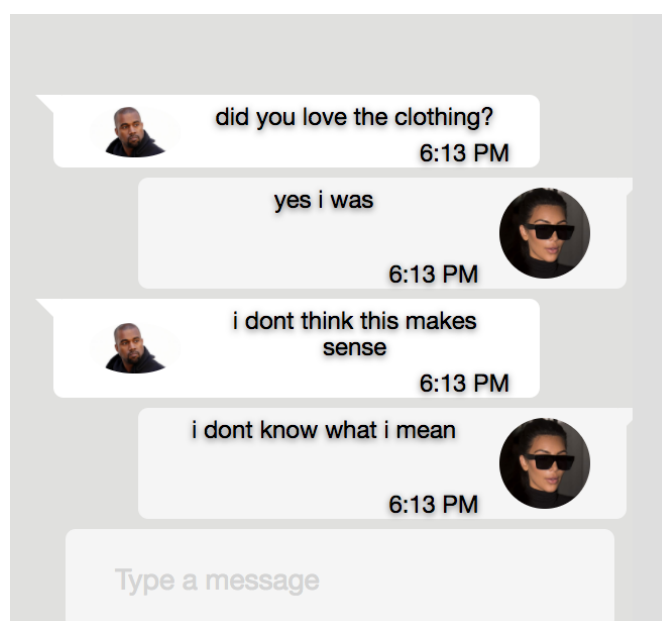 did you love the clothing?
6:13 PM
yes i was
6:13 PM
i dont think this makes
sense
6:13 PM
i dont know what i mean
6:13 PM
Type a message